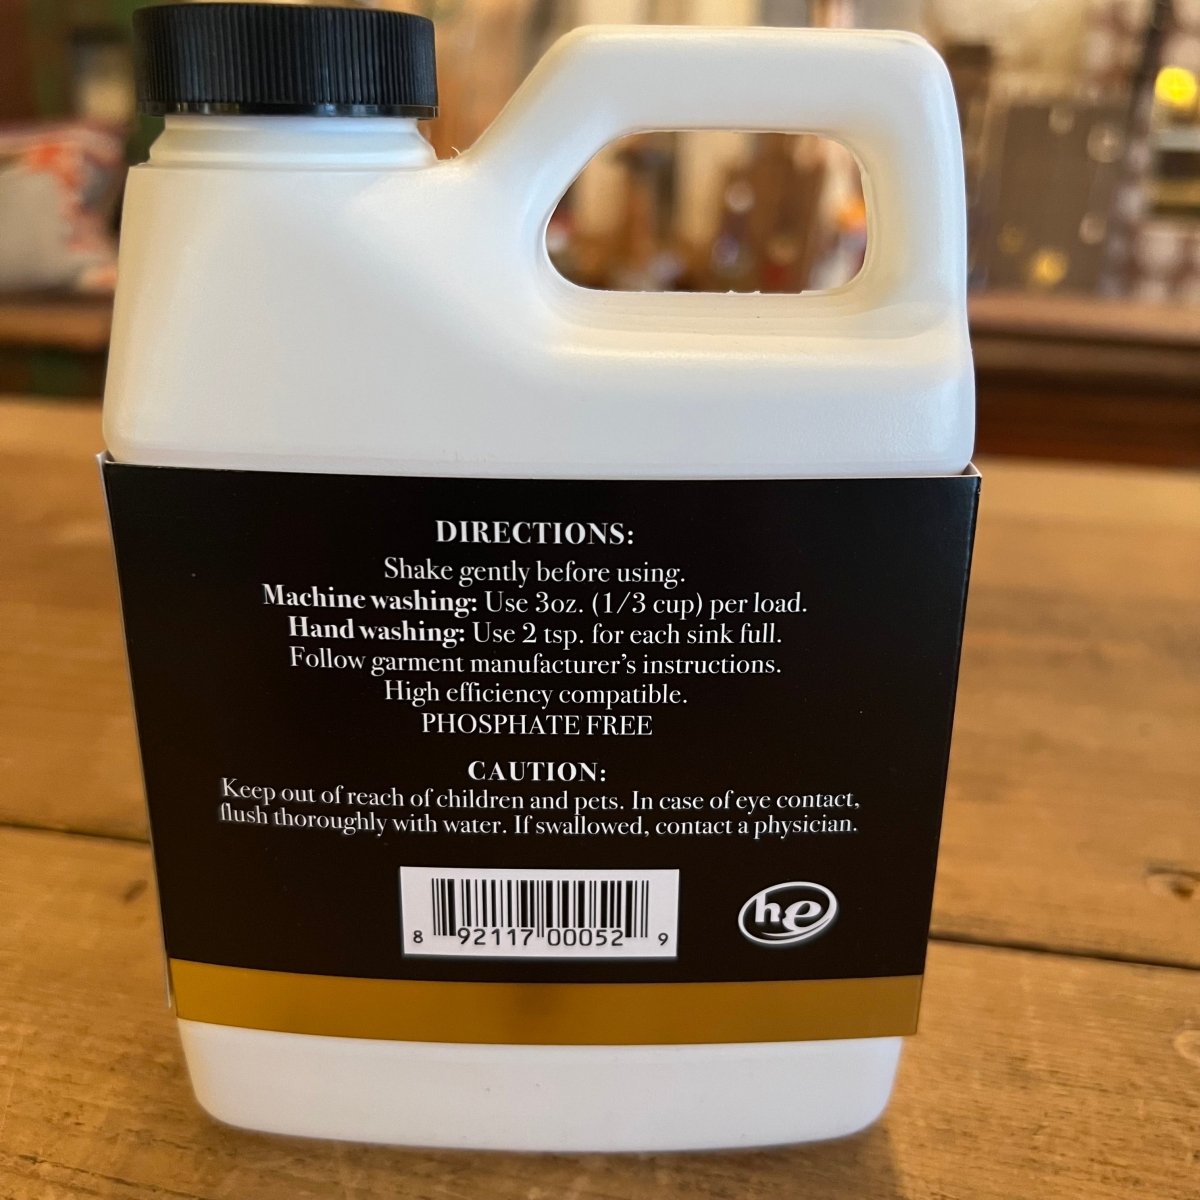 DIRECTIONS:
Shake gently before using.
Machine washing: Use 3oz. (1/3 cup) per load.
Hand washing: Use 2 tsp. for each sink full.
Follow garment manufacturer's instructions.
High efficiency compatible.
PHOSPHATE FREE
CAUTION:
Keep out of reach of children and pets. In case of eye contact,
flush thoroughly with water. If swallowed, contact a physician.
8 92117 00052 9
he